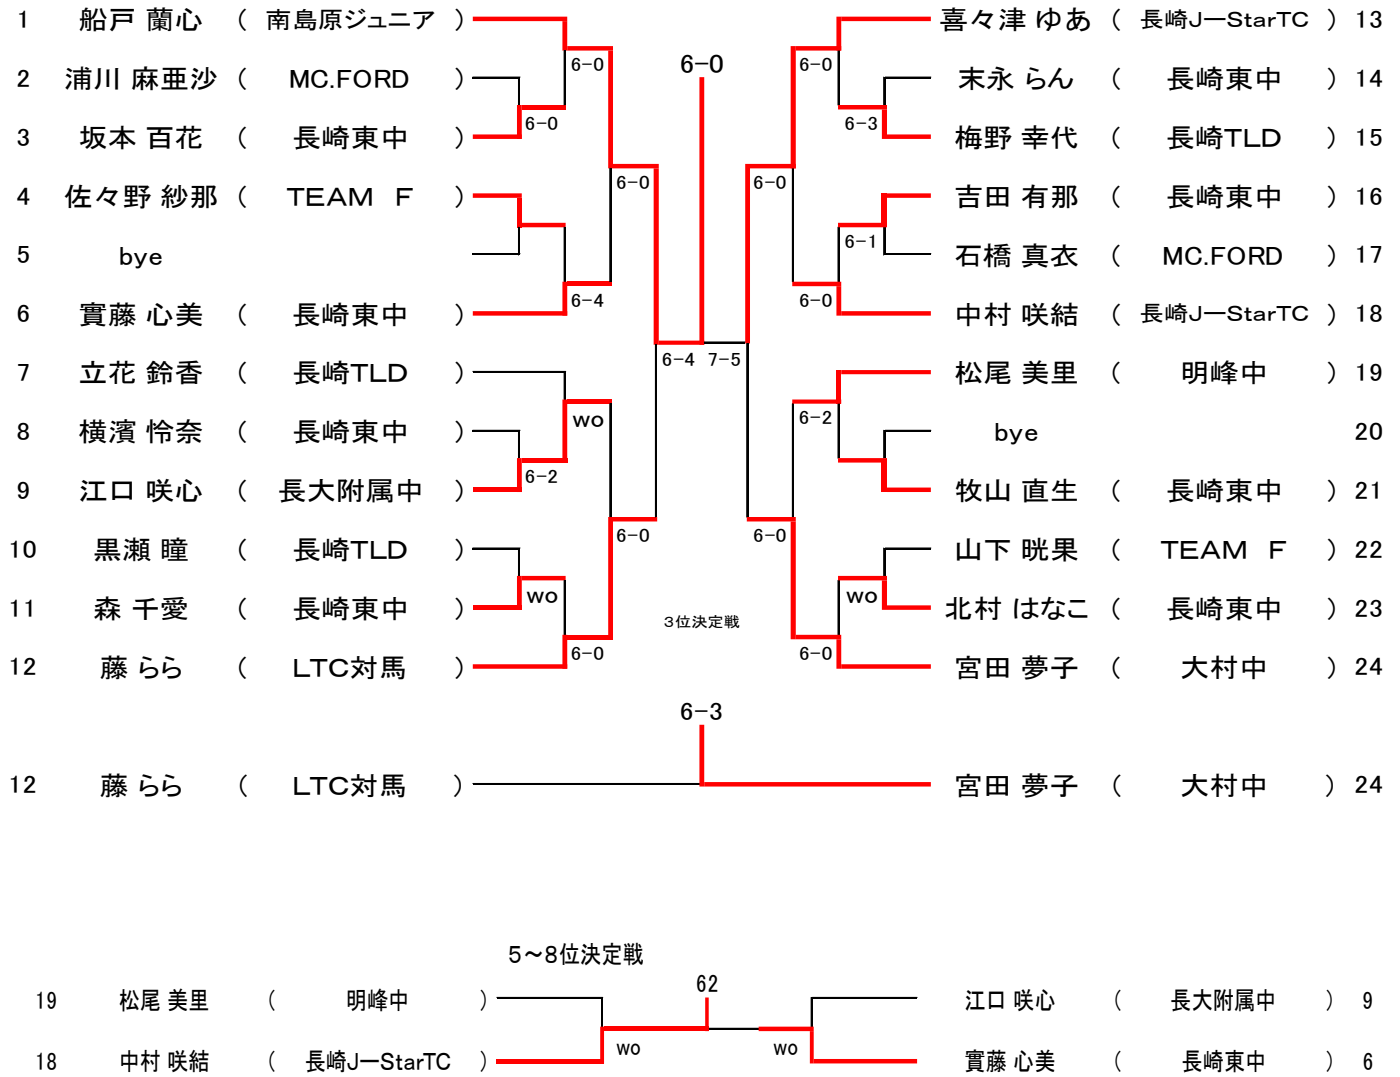 1 船戸 蘭心 ( 南島原ジュニア ) 喜々津 ゆあ ( 長崎J－StarTC ) 13
6-0 6-0 6-0
2 浦川 麻亜沙 ( MC.FORD ) 末永 らん ( 長崎東中 ) 14
6-0 6-3
3 坂本 百花 ( 長崎東中 ) 梅野 幸代 ( 長崎TLD ) 15
6-0 6-0
4 佐々野 紗那 ( TEAM F ) 吉田 有那 ( 長崎東中 ) 16
6-1
5 bye 石橋 真衣 ( MC.FORD ) 17
6-4 6-0
6 實藤 心美 ( 長崎東中 ) 中村 咲結 ( 長崎J－StarTC ) 18
6-4 7-5
7 立花 鈴香 ( 長崎TLD ) 松尾 美里 ( 明峰中 ) 19
wo 6-2
8 横濱 怜奈 ( 長崎東中 ) bye 20
6-2
9 江口 咲心 ( 長大附属中 ) 牧山 直生 ( 長崎東中 ) 21
6-0 6-0
10 黒瀬 瞳 ( 長崎TLD ) 山下 晄果 ( TEAM F ) 22
wo wo
11 森 千愛 ( 長崎東中 ) 北村 はなこ ( 長崎東中 ) 23
3位決定戦
6-0 6-0
12 藤 らら ( LTC対馬 ) 宮田 夢子 ( 大村中 ) 24
6-3
12 藤 らら ( LTC対馬 ) 宮田 夢子 ( 大村中 ) 24
5～8位決定戦
62
19 松尾 美里 ( 明峰中 ) 江口 咲心 ( 長大附属中 ) 9
wo wo
18 中村 咲結 ( 長崎J－StarTC ) 實藤 心美 ( 長崎東中 ) 6